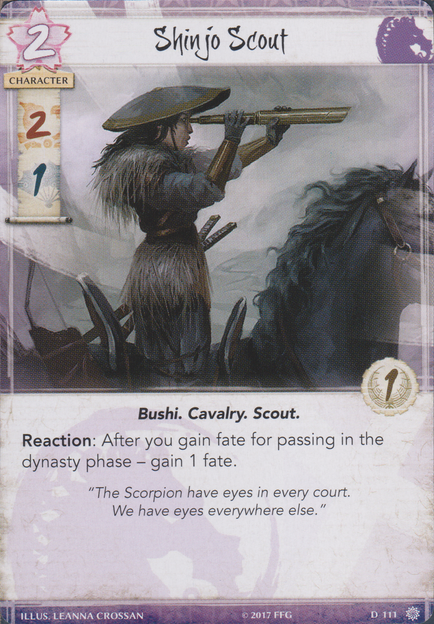 2
Shinjo Scout
CHARACTER
2
1
1
Bushi. Cavalry. Scout.
Reaction: After you gain fate for passing in the
dynasty phase – gain 1 fate.
"The Scorpion have eyes in every court.
We have eyes everywhere else."
ILLUS. LEANNA CROSSAN
© 2017 FFG
D 111